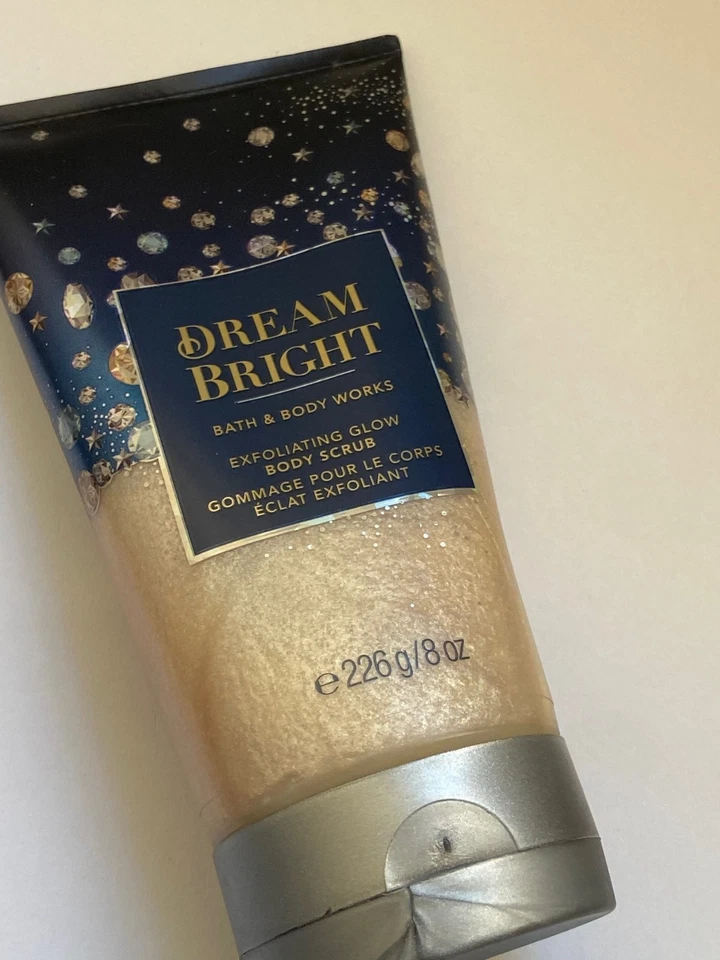 DREAM
BRIGHT
BATH & BODY WORKS
EXFOLIATING GLOW
BODY SCRUB
GOMMAGE POUR LE CORPS
ÉCLAT EXFOLIANT
℮ 226 g/8 oz